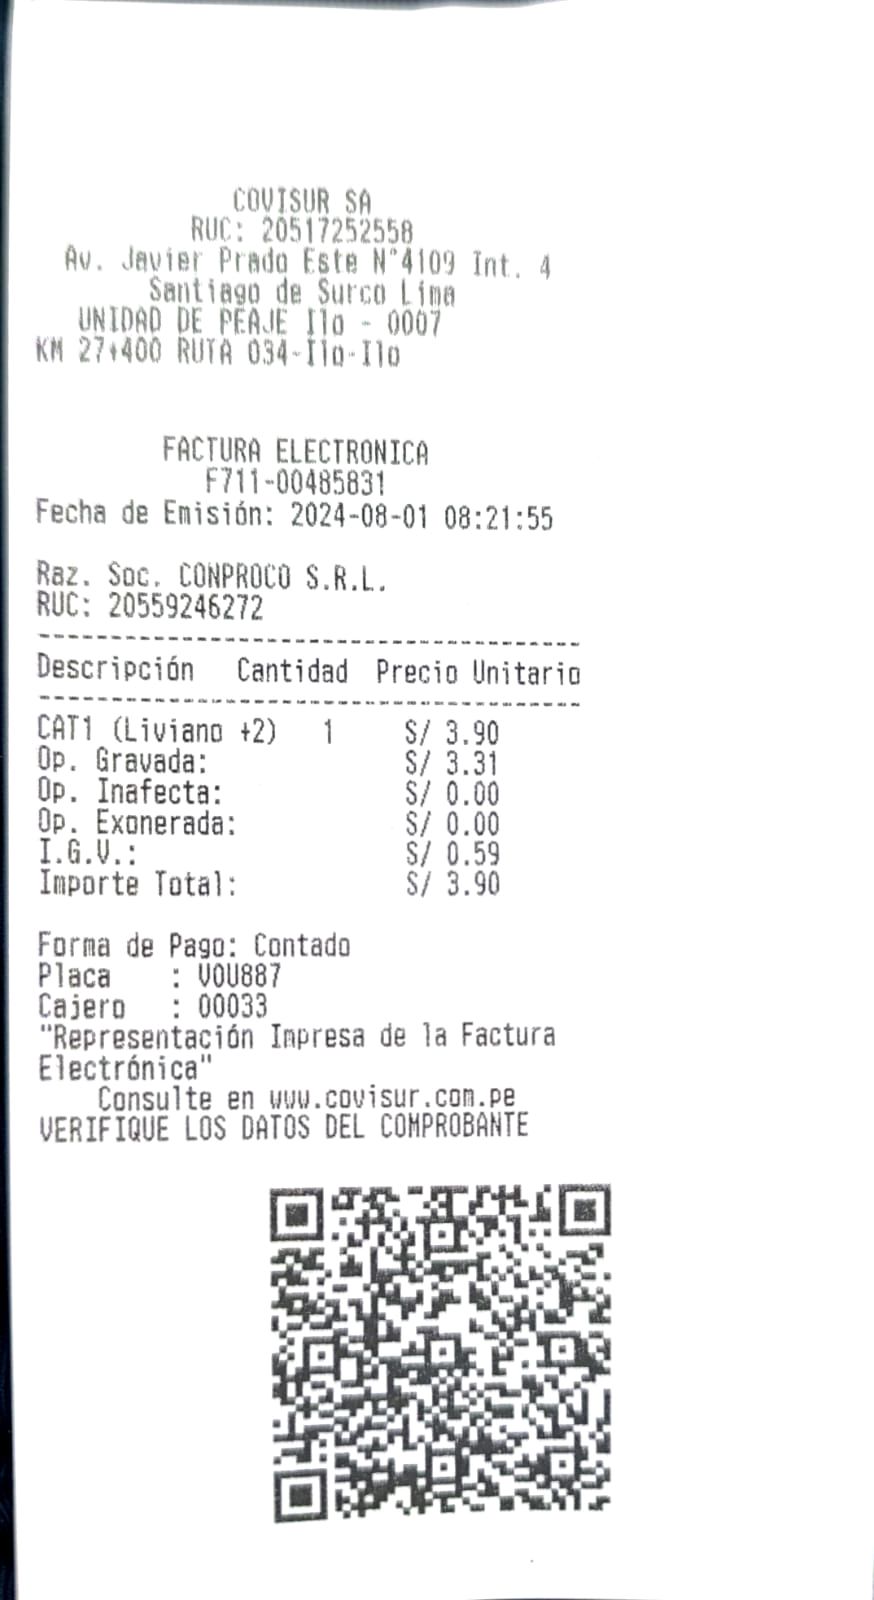 COVISUR SA
RUC: 20517252558
Av. Javier Prado Este N°4109 Int. 4
Santiago de Surco Lima
UNIDAD DE PEAJE Ilo - 0007
KM 27+400 RUTA 034-Ilo-Ilo
FACTURA ELECTRONICA
F711-00485831
Fecha de Emisión: 2024-08-01 08:21:55
Raz. Soc. CONPROCO S.R.L.
RUC: 20559246272
Descripción Cantidad Precio Unitario
CAT1 (Liviano +2) 1 S/ 3.90
Op. Gravada: S/ 3.31
Op. Inafecta: S/ 0.00
Op. Exonerada: S/ 0.00
I.G.V.: S/ 0.59
Importe Total: S/ 3.90
Forma de Pago: Contado
Placa : VOU887
Cajero : 00033
"Representación Impresa de la Factura
Electrónica"
Consulte en www.covisur.com.pe
VERIFIQUE LOS DATOS DEL COMPROBANTE